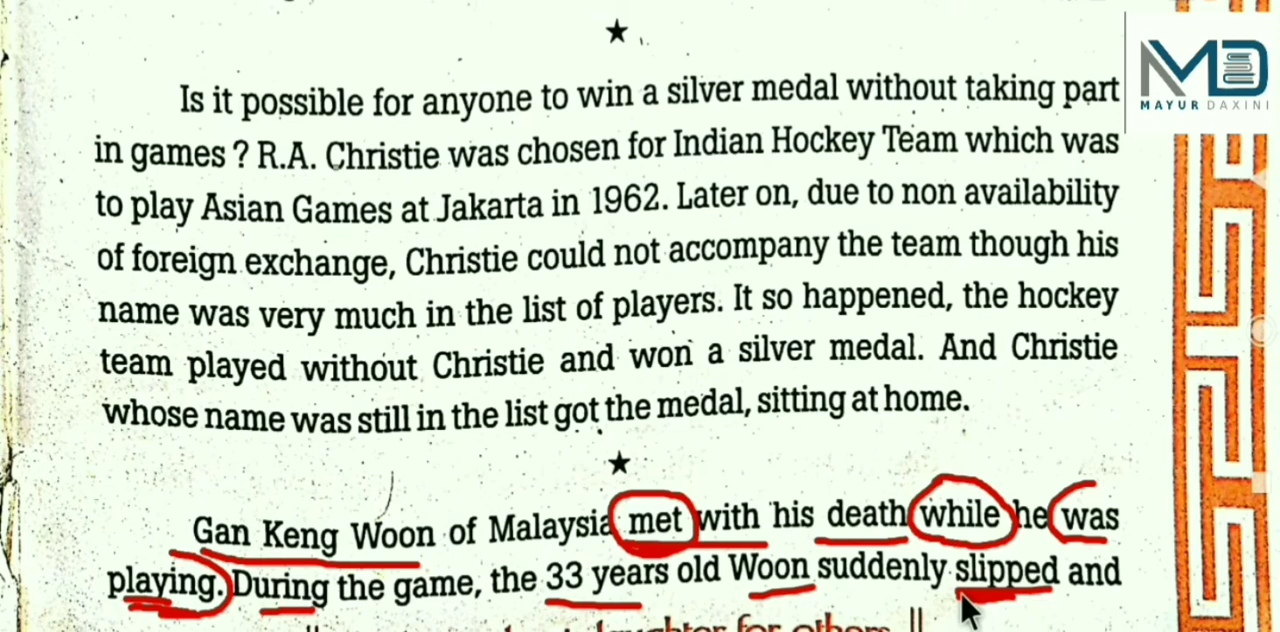 MAYUR DAXINI
Is it possible for anyone to win a silver medal without taking part
in games ? R.A. Christie was chosen for Indian Hockey Team which was
to play Asian Games at Jakarta in 1962. Later on, due to non availability
of foreign exchange, Christie could not accompany the team though his
name was very much in the list of players. It so happened, the hockey
team played without Christie and won a silver medal. And Christie
whose name was still in the list got the medal, sitting at home.
Gan Keng Woon of Malaysia met with his death while he was
playing. During the game, the 33 years old Woon suddenly slipped and
for others